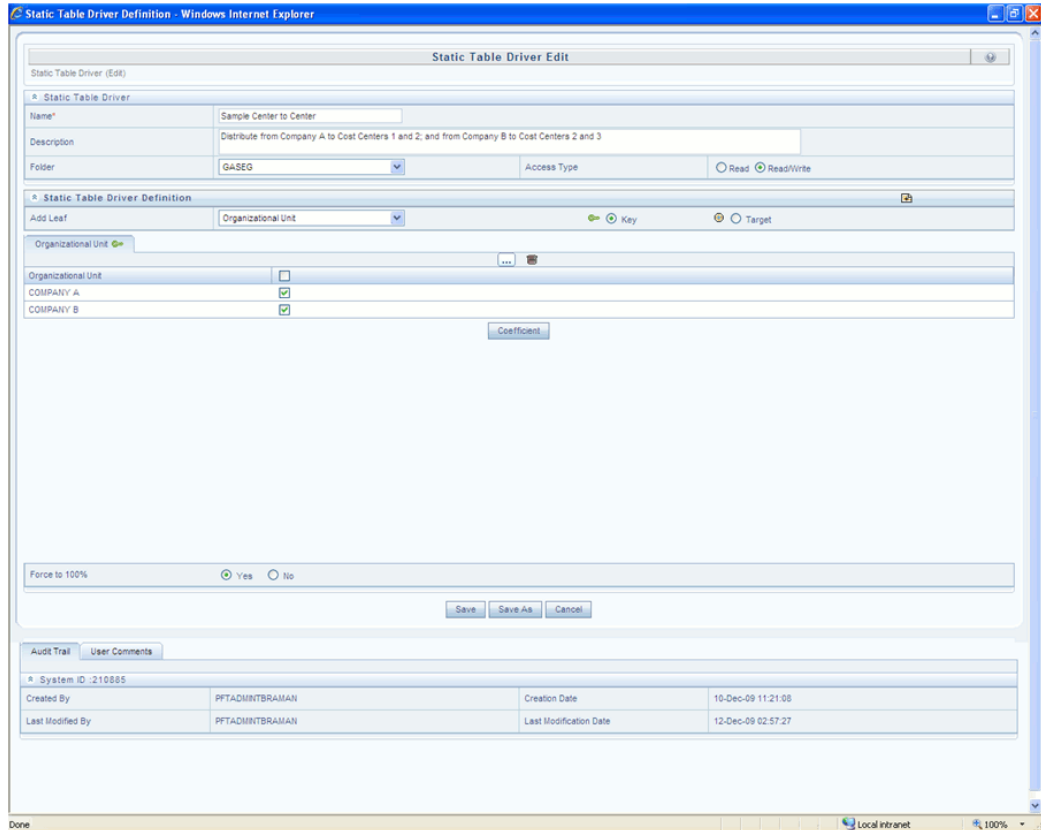 Static Table Driver Definition - Windows Internet Explorer
Static Table Driver Edit
Static Table Driver (Edit)
Static Table Driver
Name* Sample Center to Center
Description Distribute from Company A to Cost Centers 1 and 2; and from Company B to Cost Centers 2 and 3
Folder GASEG Access Type Read Read/Write
Static Table Driver Definition
Add Leaf Organizational Unit Key Target
Organizational Unit
...
Organizational Unit
COMPANY A
COMPANY B
Coefficient
Force to 100% Yes No
Save Save As Cancel
Audit Trail User Comments
System ID :210885
Created By PFTADMINTBRAMAN Creation Date 10-Dec-09 11:21:08
Last Modified By PFTADMINTBRAMAN Last Modification Date 12-Dec-09 02:57:27
Done Local intranet 100%